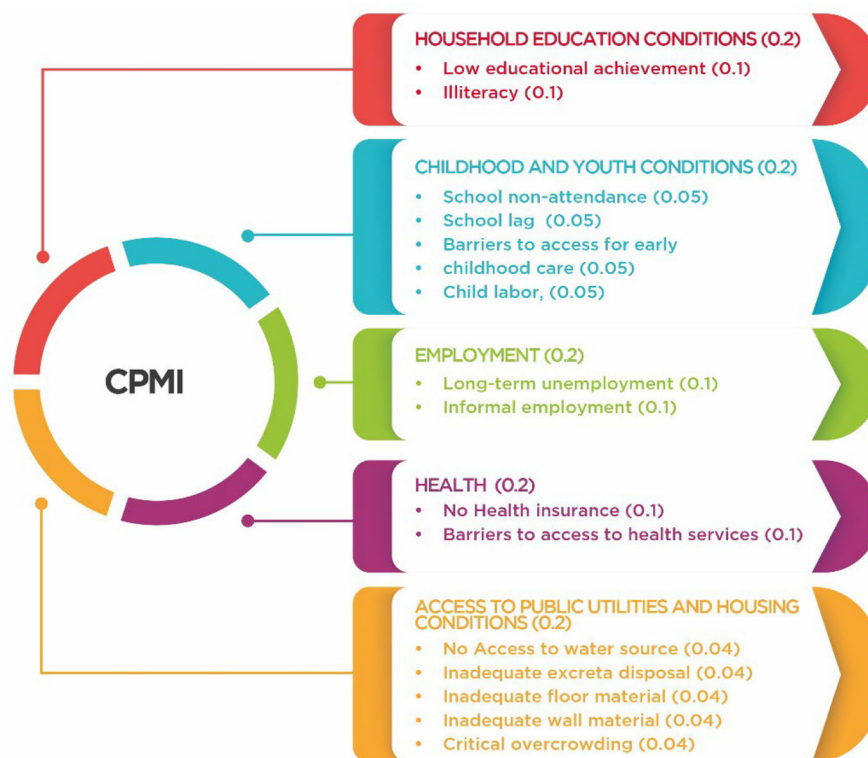 HOUSEHOLD EDUCATION CONDITIONS (0.2)
• Low educational achievement (0.1)
• Illiteracy (0.1)
CHILDHOOD AND YOUTH CONDITIONS (0.2)
• School non-attendance (0.05)
• School lag (0.05)
• Barriers to access for early
• childhood care (0.05)
• Child labor, (0.05)
CPMI
EMPLOYMENT (0.2)
• Long-term unemployment (0.1)
• Informal employment (0.1)
HEALTH (0.2)
• No Health insurance (0.1)
• Barriers to access to health services (0.1)
ACCESS TO PUBLIC UTILITIES AND HOUSING
CONDITIONS (0.2)
• No Access to water source (0.04)
• Inadequate excreta disposal (0.04)
• Inadequate floor material (0.04)
• Inadequate wall material (0.04)
• Critical overcrowding (0.04)